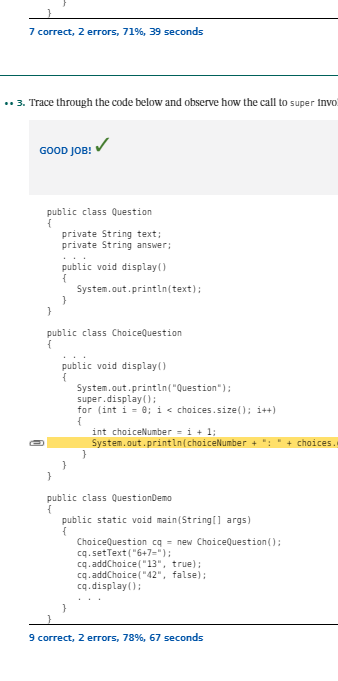 }
}
7 correct, 2 errors, 71%, 39 seconds
•• 3. Trace through the code below and observe how the call to super invo
GOOD JOB! ✓
public class Question
{
private String text;
private String answer;
. . .
public void display()
{
System.out.println(text);
}
}
public class ChoiceQuestion
{
. . .
public void display()
{
System.out.println("Question");
super.display();
for (int i = 0; i < choices.size(); i++)
{
int choiceNumber = i + 1;
System.out.println(choiceNumber + ": " + choices.
}
}
}
public class QuestionDemo
{
public static void main(String[] args)
{
ChoiceQuestion cq = new ChoiceQuestion();
cq.setText("6+7=");
cq.addChoice("13", true);
cq.addChoice("42", false);
cq.display();
. . .
}
}
9 correct, 2 errors, 78%, 67 seconds